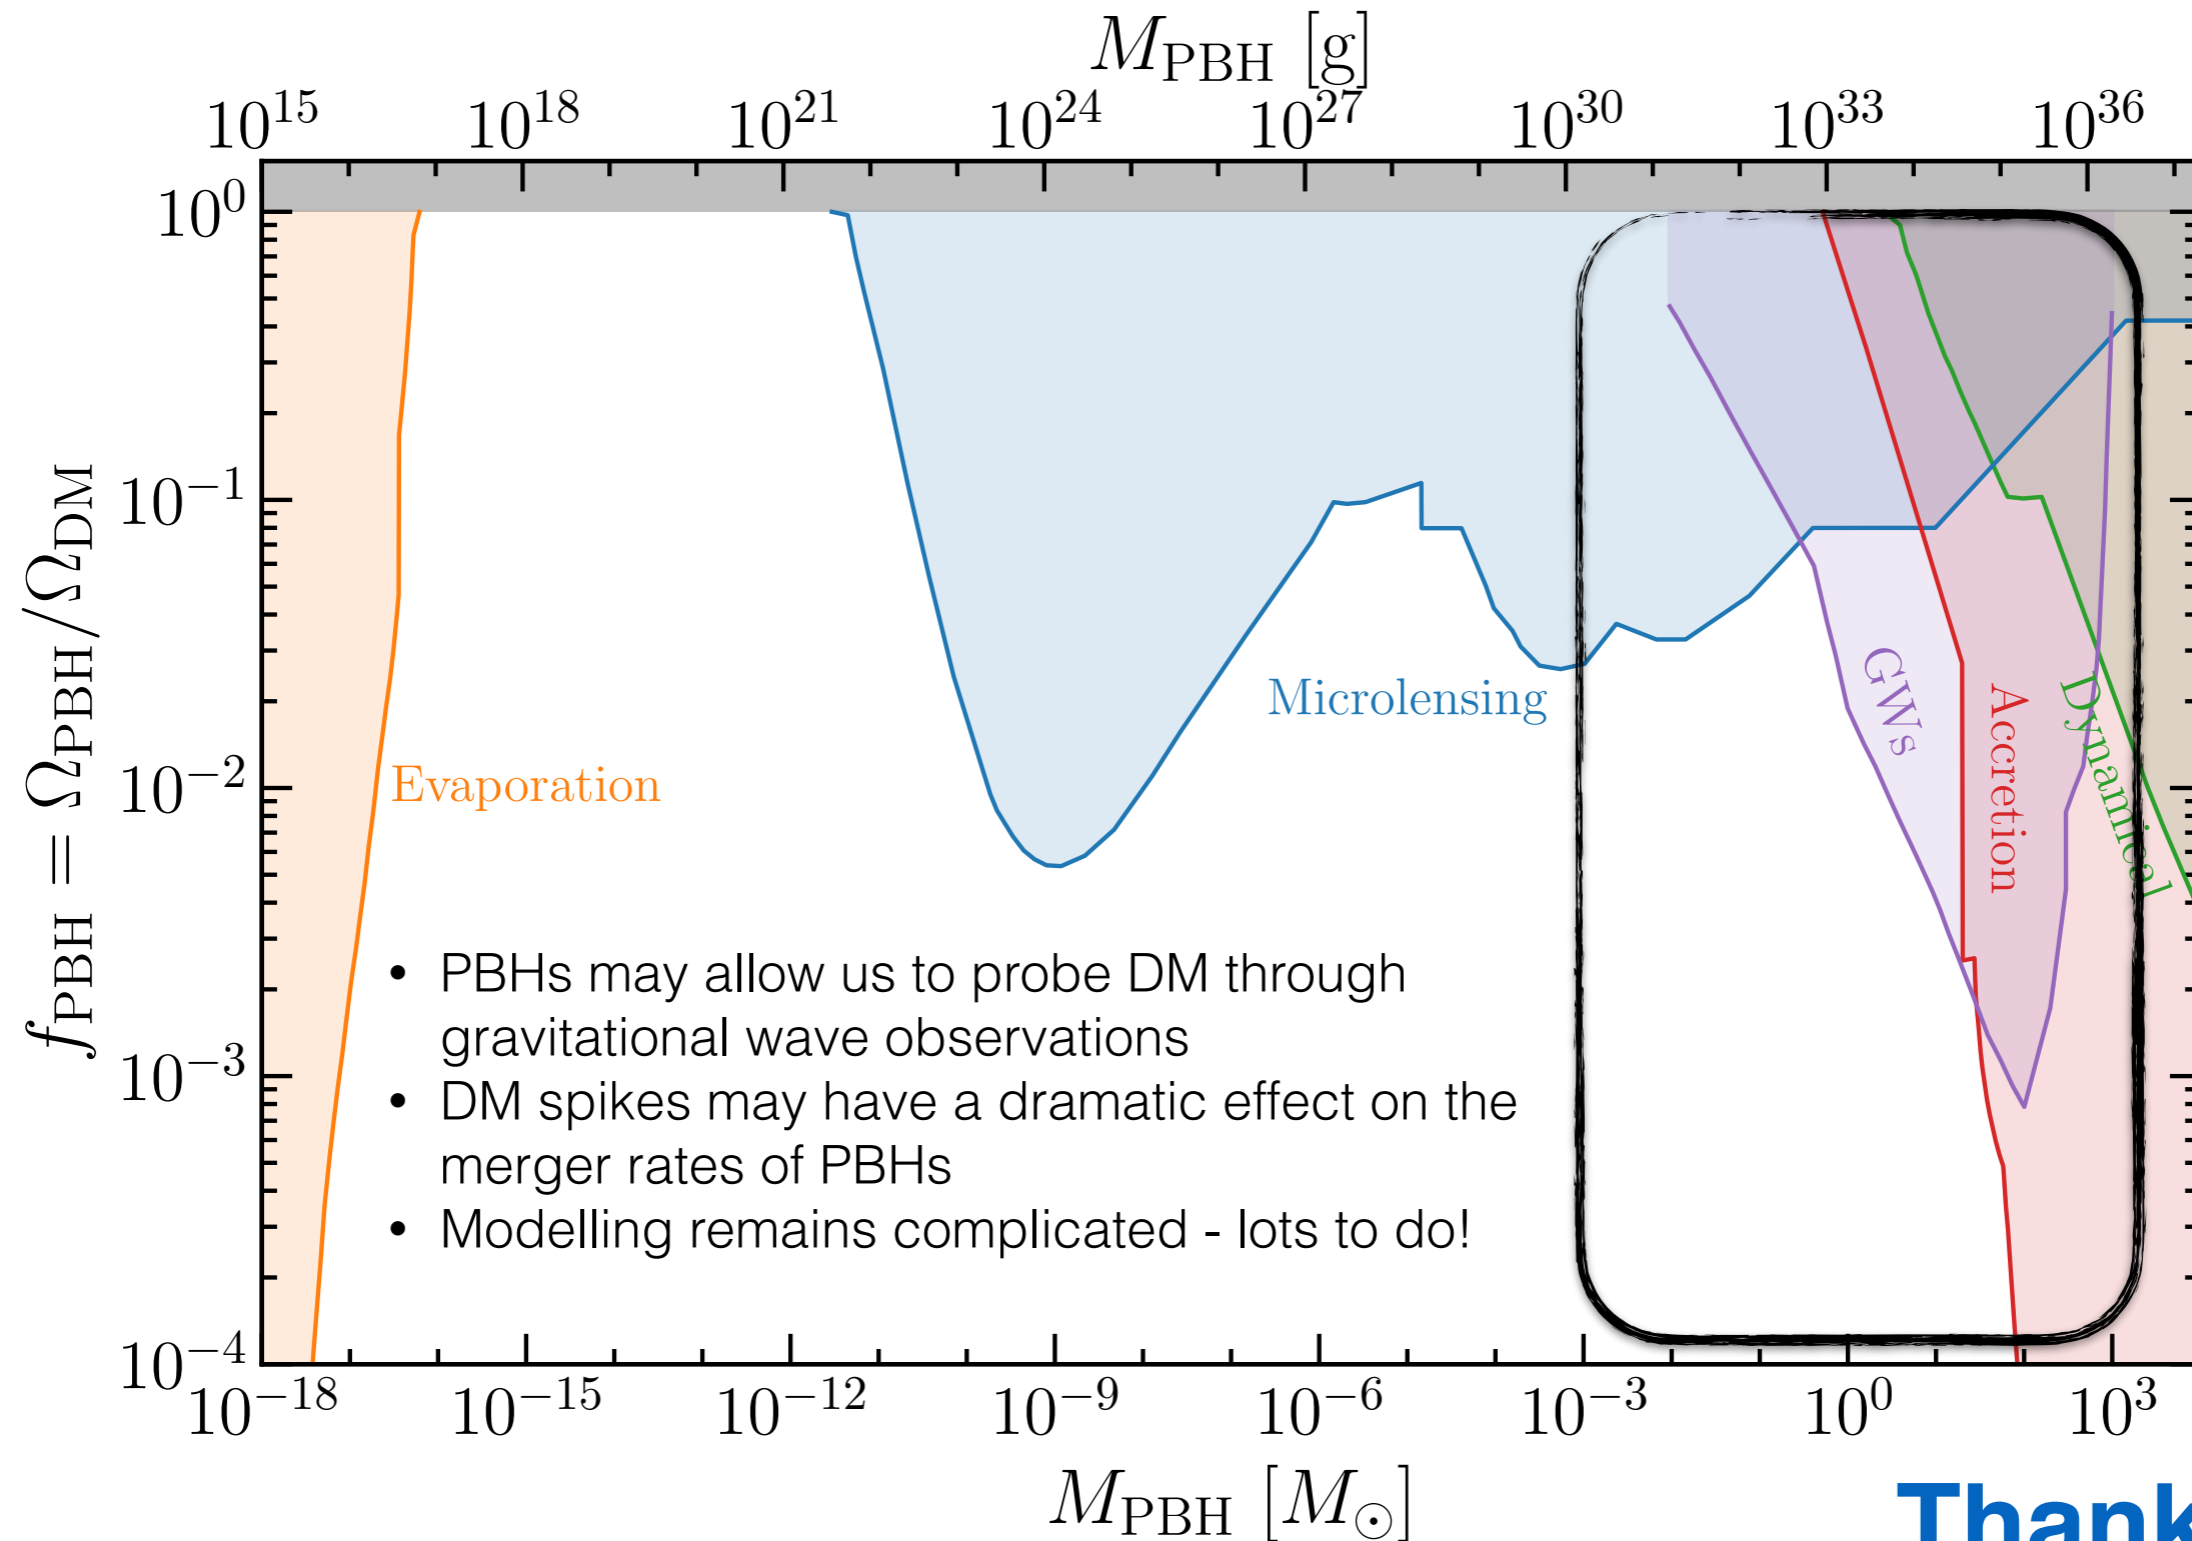 M_PBH [g]
10^15 10^18 10^21 10^24 10^27 10^30 10^33 10^36
10^0
10^−1
10^−2
10^−3
10^−4
f_PBH = Ω_PBH/Ω_DM
Evaporation
Microlensing
GWs
Accretion
Dynamical
• PBHs may allow us to probe DM through
gravitational wave observations
• DM spikes may have a dramatic effect on the
merger rates of PBHs
• Modelling remains complicated - lots to do!
10^−18 10^−15 10^−12 10^−9 10^−6 10^−3 10^0 10^3
M_PBH [M_⊙]
Thank